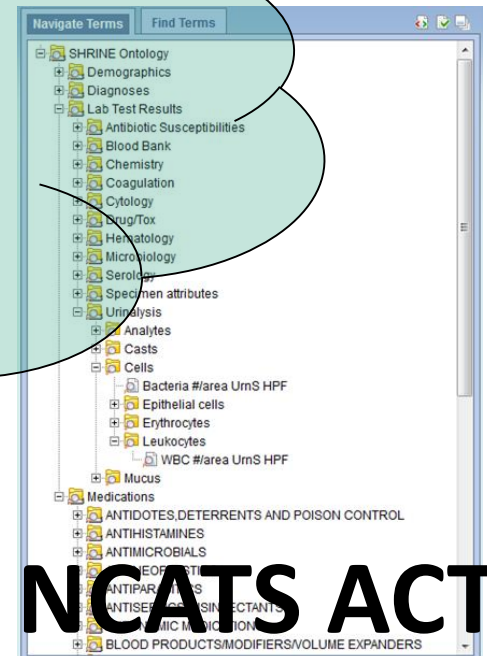 Navigate Terms Find Terms
SHRINE Ontology
Demographics
Diagnoses
Lab Test Results
Antibiotic Susceptibilities
Blood Bank
Chemistry
Coagulation
Cytology
Drug/Tox
Hematology
Microbiology
Serology
Specimen attributes
Urinalysis
Analytes
Casts
Cells
Bacteria #/area UrnS HPF
Epithelial cells
Erythrocytes
Leukocytes
WBC #/area UrnS HPF
Mucus
Medications
ANTIDOTES,DETERRENTS AND POISON CONTROL
ANTIHISTAMINES
ANTIMICROBIALS
NCATS ACT
BLOOD PRODUCTS/MODIFIERS/VOLUME EXPANDERS